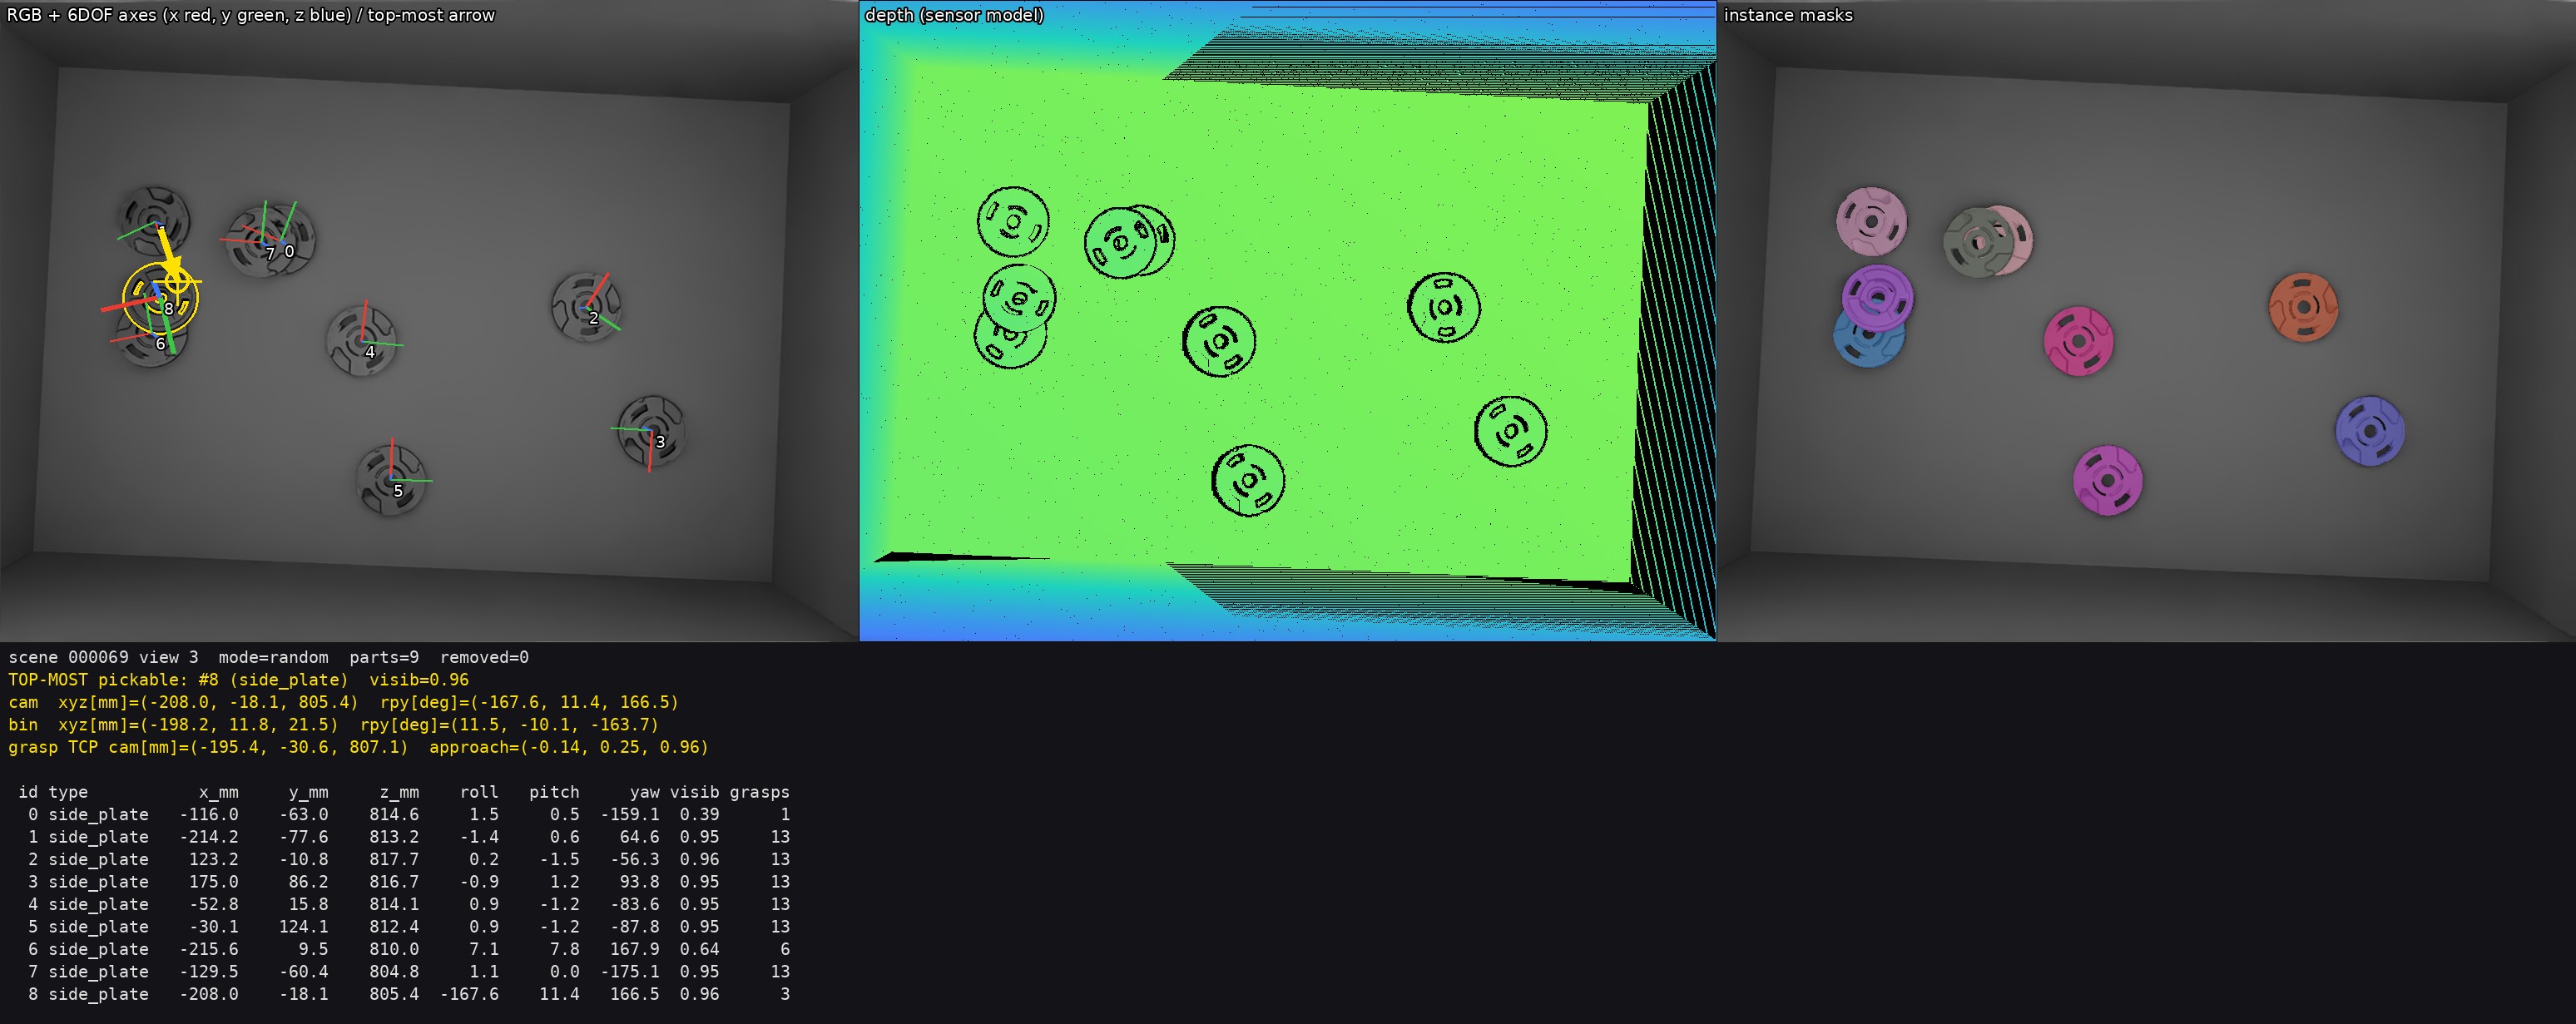 RGB + 6DOF axes (x red, y green, z blue) / top-most arrow
depth (sensor model)
instance masks
7 0
8
2
6
4
3
5
scene 000069 view 3  mode=random  parts=9  removed=0
TOP-MOST pickable: #8 (side_plate)  visib=0.96
cam  xyz[mm]=(-208.0, -18.1, 805.4)  rpy[deg]=(-167.6, 11.4, 166.5)
bin  xyz[mm]=(-198.2, 11.8, 21.5)  rpy[deg]=(11.5, -10.1, -163.7)
grasp TCP cam[mm]=(-195.4, -30.6, 807.1)  approach=(-0.14, 0.25, 0.96)
id type x_mm y_mm z_mm roll pitch yaw visib grasps
0 side_plate -116.0 -63.0 814.6 1.5 0.5 -159.1 0.39 1
1 side_plate -214.2 -77.6 813.2 -1.4 0.6 64.6 0.95 13
2 side_plate 123.2 -10.8 817.7 0.2 -1.5 -56.3 0.96 13
3 side_plate 175.0 86.2 816.7 -0.9 1.2 93.8 0.95 13
4 side_plate -52.8 15.8 814.1 0.9 -1.2 -83.6 0.95 13
5 side_plate -30.1 124.1 812.4 0.9 -1.2 -87.8 0.95 13
6 side_plate -215.6 9.5 810.0 7.1 7.8 167.9 0.64 6
7 side_plate -129.5 -60.4 804.8 1.1 0.0 -175.1 0.95 13
8 side_plate -208.0 -18.1 805.4 -167.6 11.4 166.5 0.96 3